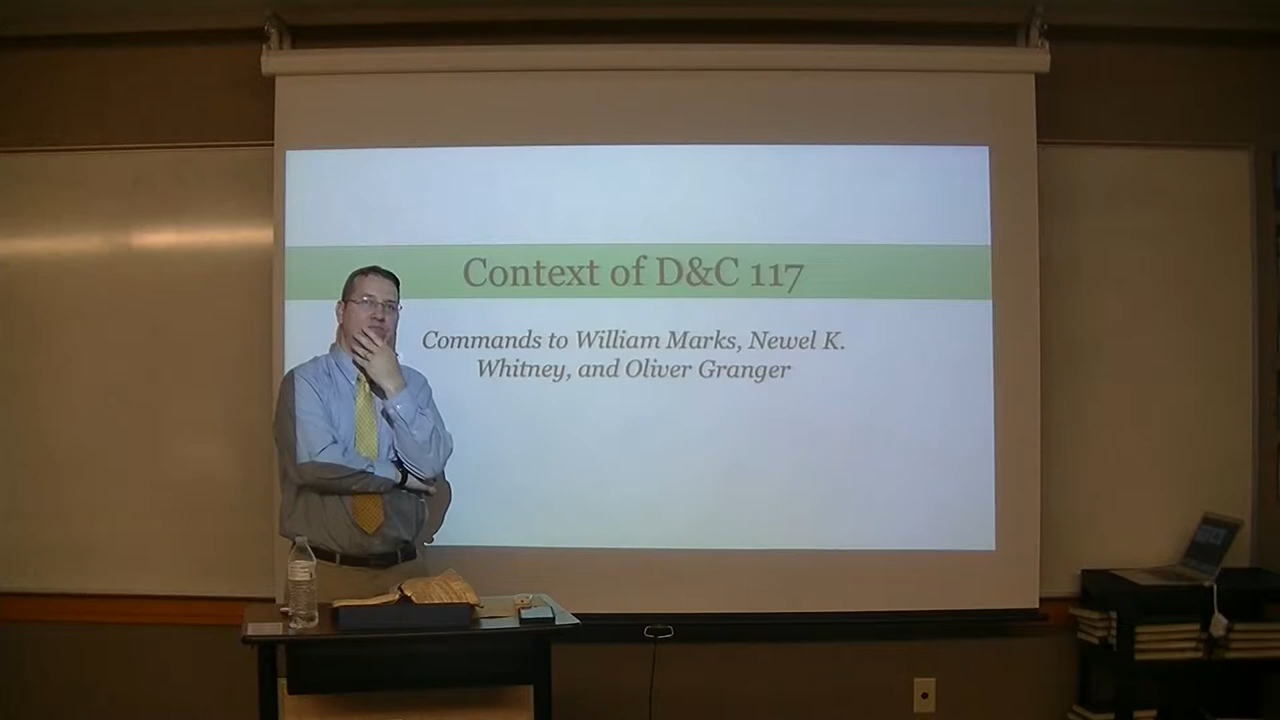 Context of D&C 117
Commands to William Marks, Newel K.
Whitney, and Oliver Granger